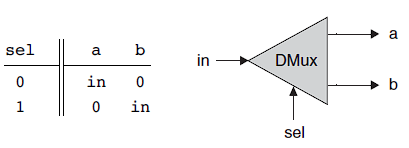 sel a b
0 in 0
1 0 in
in DMux a
b
sel